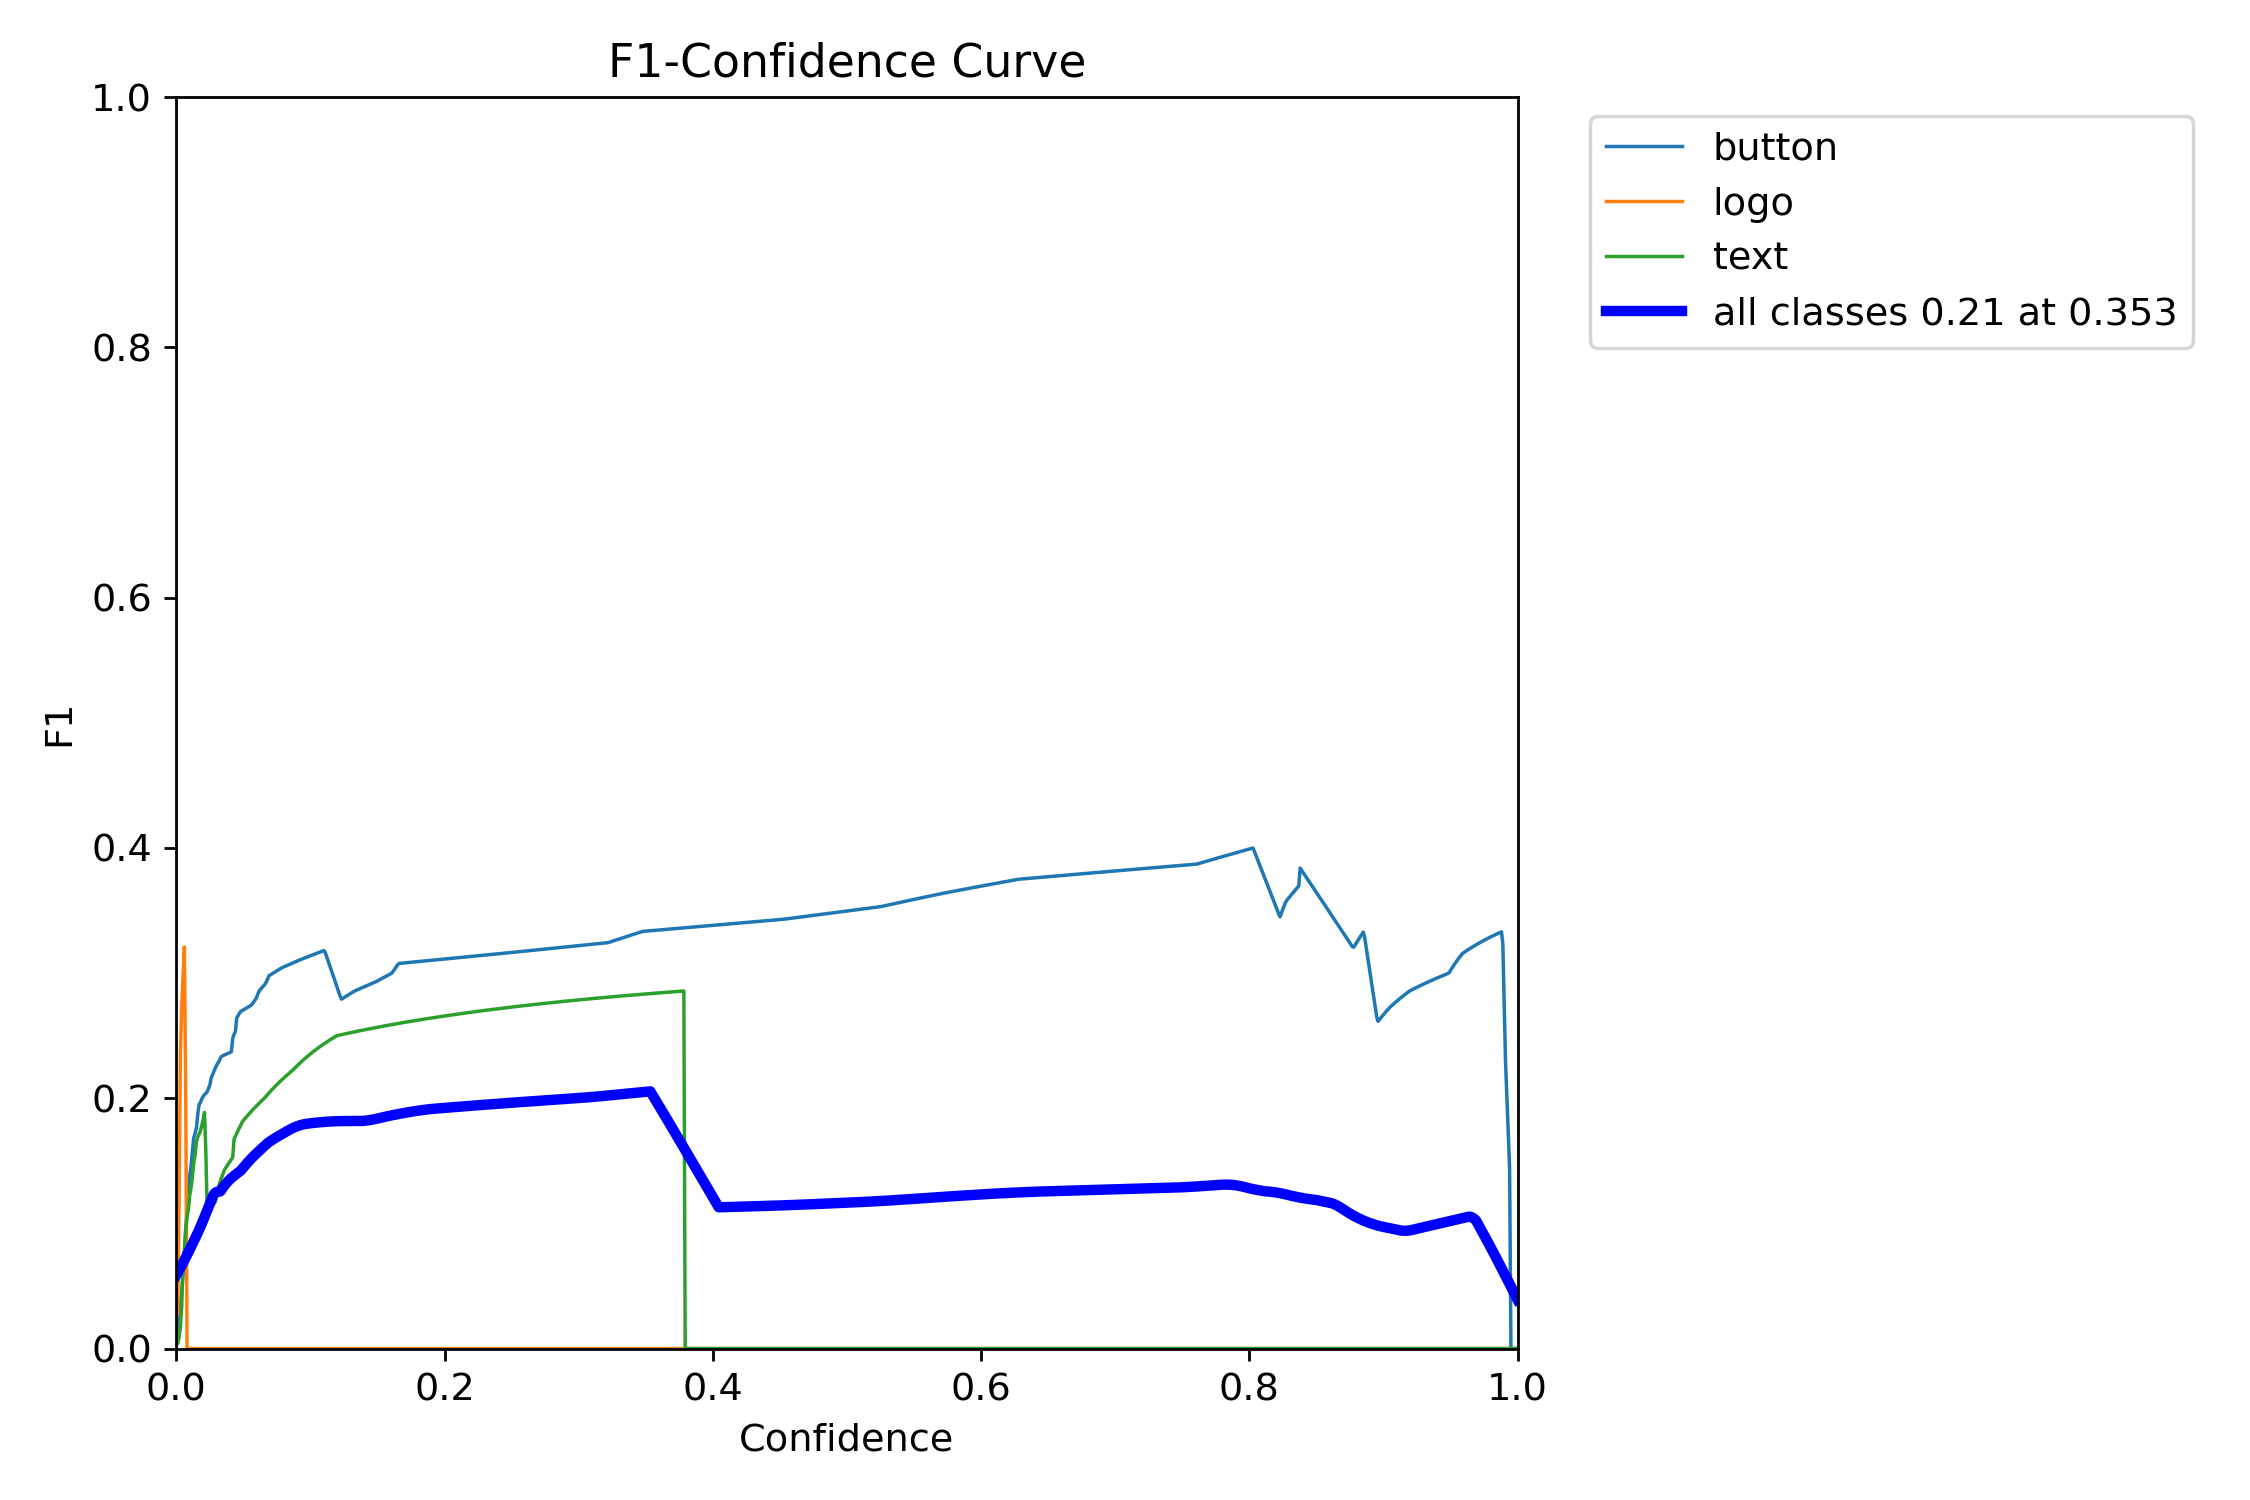 F1-Confidence Curve
1.0
0.8
0.6
0.4
0.2
0.0
F1
0.0 0.2 0.4 0.6 0.8 1.0
Confidence
button
logo
text
all classes 0.21 at 0.353